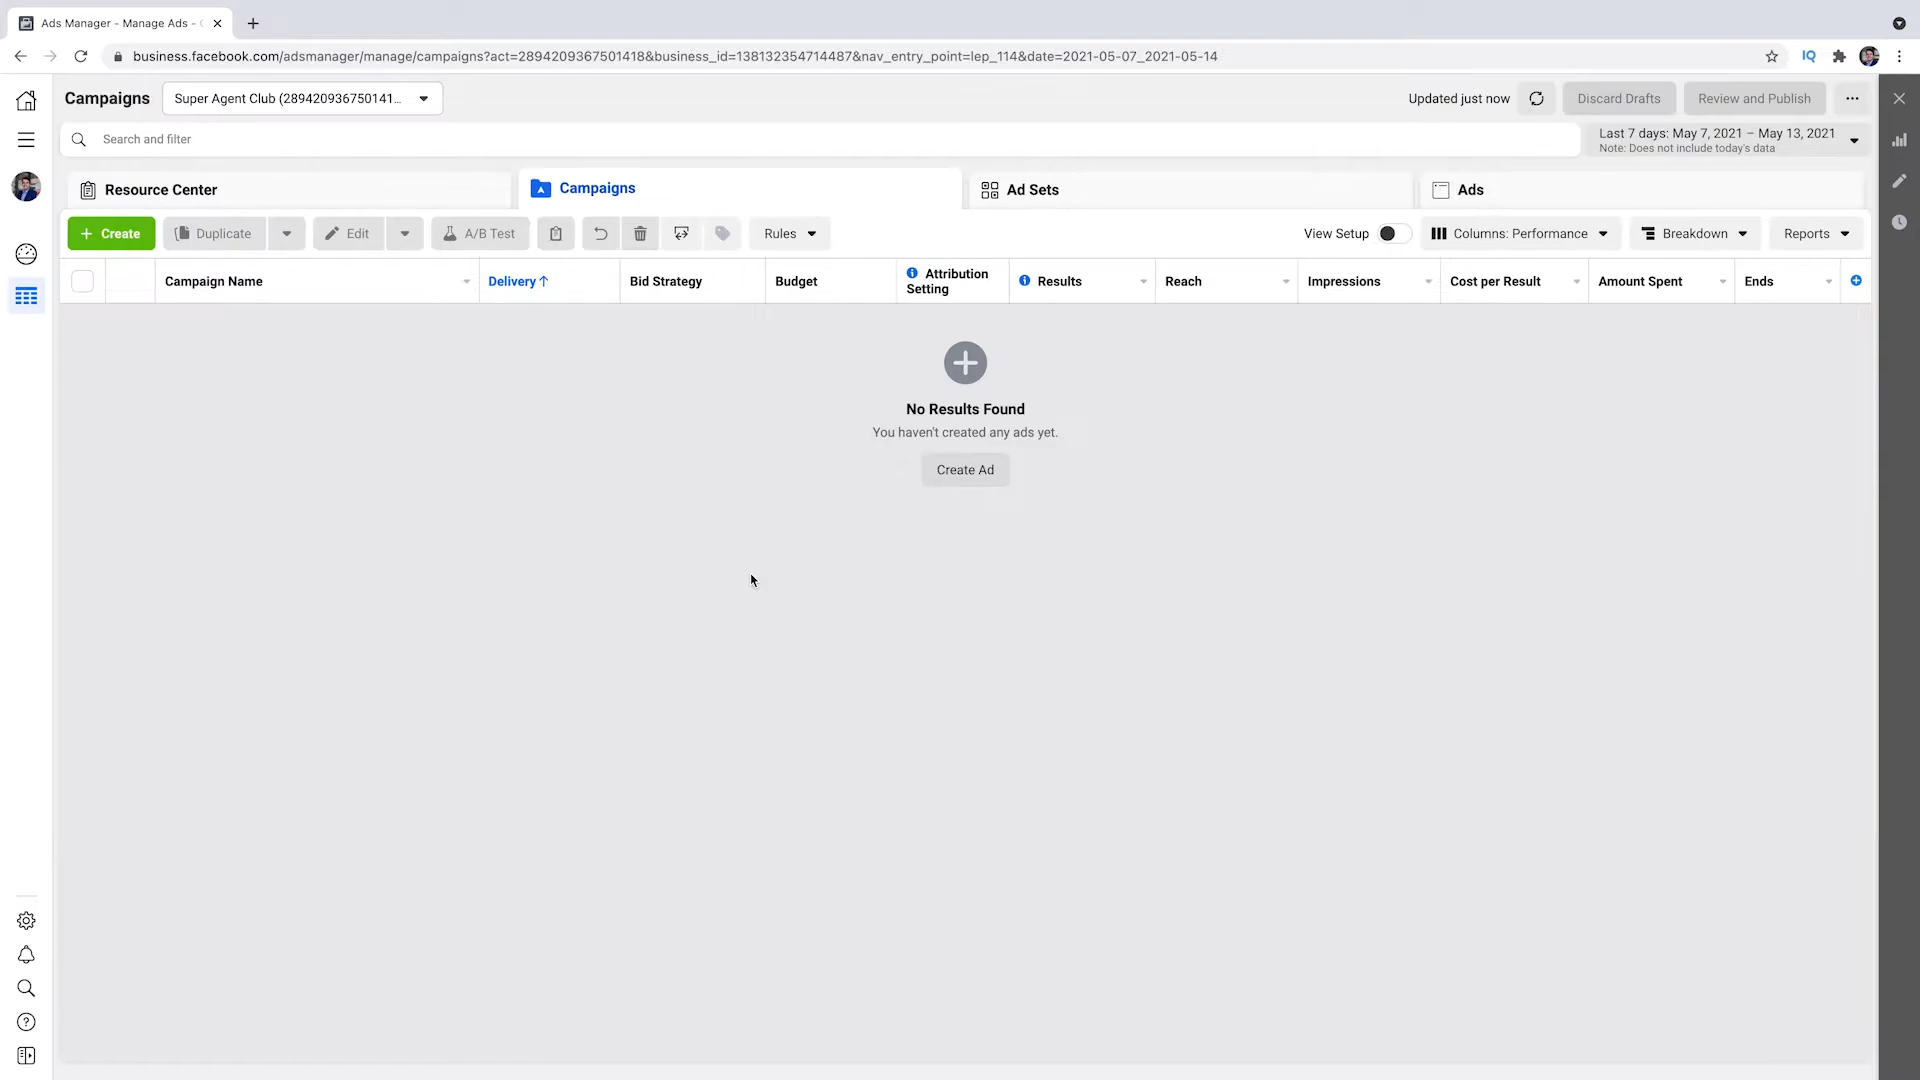 Ads Manager - Manage Ads -
business.facebook.com/adsmanager/manage/campaigns?act=2894209367501418&business_id=138132354714487&nav_entry_point=lep_114&date=2021-05-07_2021-05-14
IQ
Campaigns
Super Agent Club (289420936750141...
Updated just now
Discard Drafts
Review and Publish
Search and filter
Last 7 days: May 7, 2021 – May 13, 2021
Note: Does not include today's data
Resource Center
Campaigns
Ad Sets
Ads
+ Create
Duplicate
Edit
A/B Test
Rules
View Setup
Columns: Performance
Breakdown
Reports
Campaign Name
Delivery ↑
Bid Strategy
Budget
Attribution
Setting
Results
Reach
Impressions
Cost per Result
Amount Spent
Ends
No Results Found
You haven't created any ads yet.
Create Ad